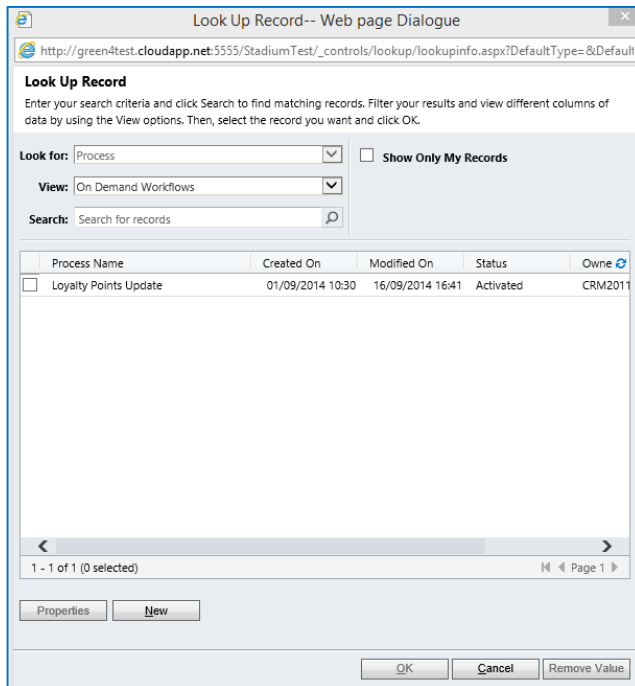 Look Up Record-- Web page Dialogue
http://green4test.cloudapp.net:5555/StadiumTest/_controls/lookup/lookupinfo.aspx?DefaultType=&Default
Look Up Record
Enter your search criteria and click Search to find matching records. Filter your results and view different columns of
data by using the View options. Then, select the record you want and click OK.
Look for: Process
Show Only My Records
View: On Demand Workflows
Search: Search for records
Process Name Created On Modified On Status Owne
Loyalty Points Update 01/09/2014 10:30 16/09/2014 16:41 Activated CRM2011
1 - 1 of 1 (0 selected) Page 1
Properties New
OK Cancel Remove Value